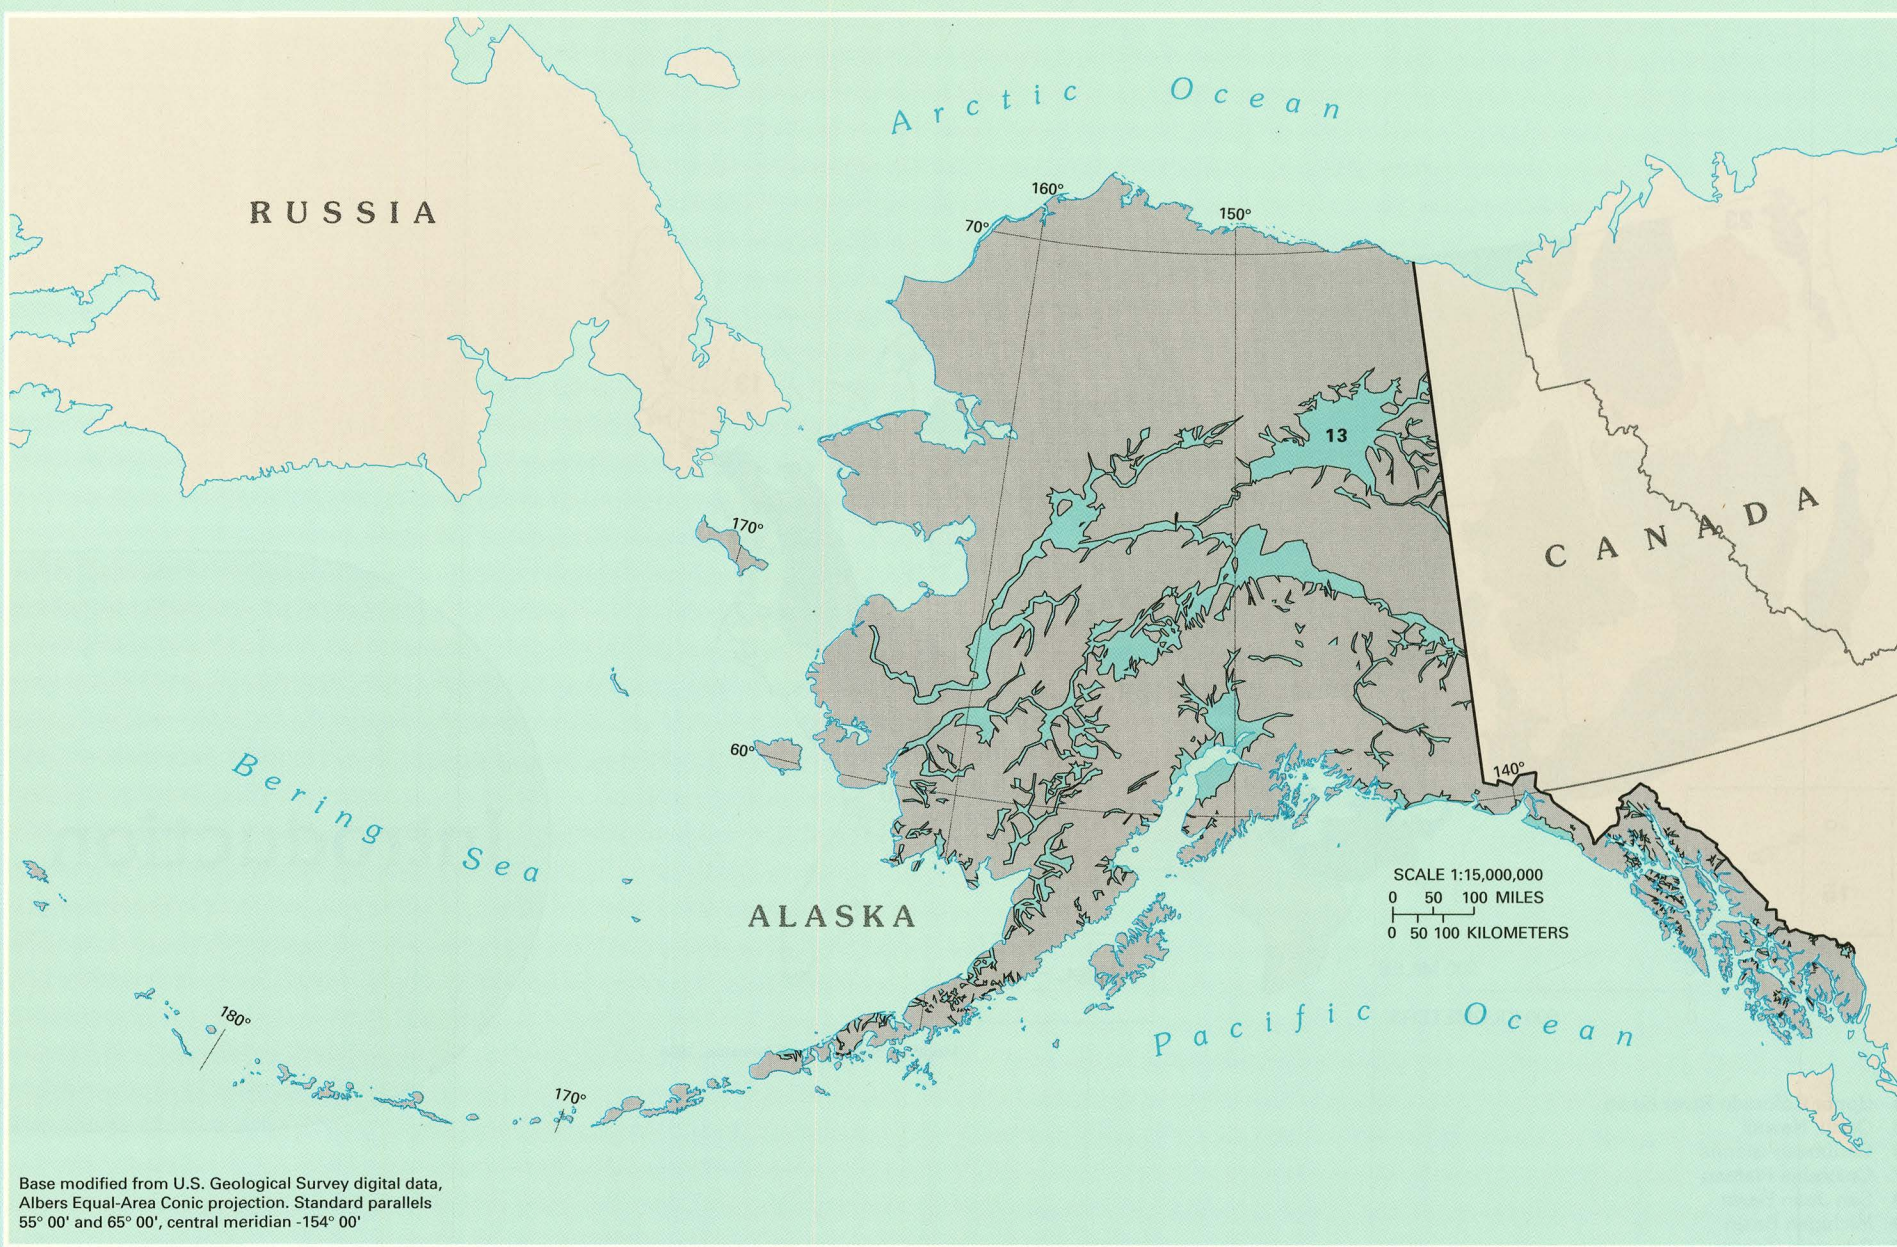 Arctic Ocean
RUSSIA
160°
70°
150°
13
170°
CANADA
60°
140°
Bering Sea
SCALE 1:15,000,000
0 50 100 MILES
0 50 100 KILOMETERS
ALASKA
180°
Pacific Ocean
170°
Base modified from U.S. Geological Survey digital data,
Albers Equal-Area Conic projection. Standard parallels
55° 00' and 65° 00', central meridian -154° 00'